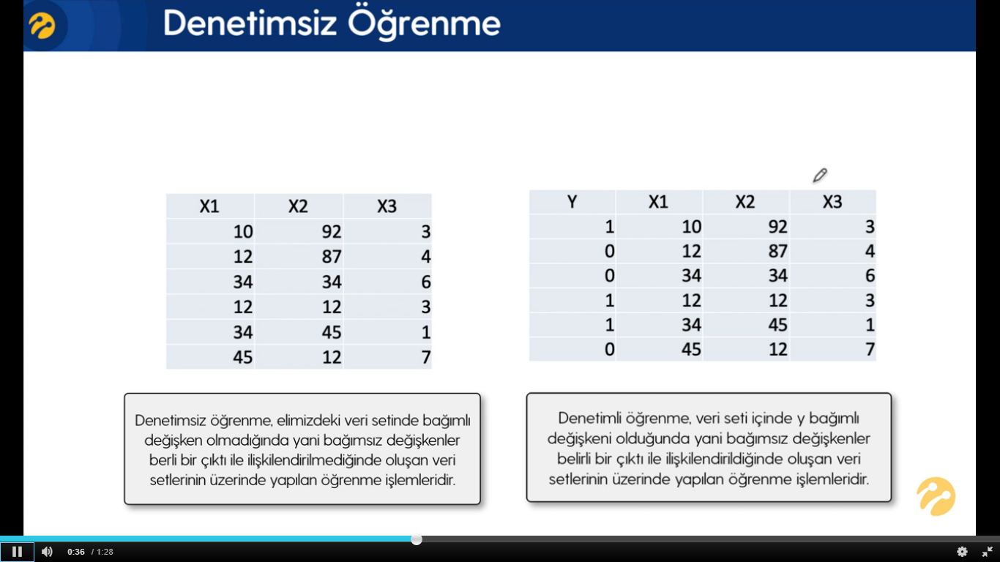 Denetimsiz Öğrenme
X1 X2 X3
10 92 3
12 87 4
34 34 6
12 12 3
34 45 1
45 12 7
Y X1 X2 X3
1 10 92 3
0 12 87 4
0 34 34 6
1 12 12 3
1 34 45 1
0 45 12 7
Denetimsiz öğrenme, elimizdeki veri setinde bağımlı
değişken olmadığında yani bağımsız değişkenler
berli bir çıktı ile ilişkilendirilmediğinde oluşan veri
setlerinin üzerinde yapılan öğrenme işlemleridir.
Denetimli öğrenme, veri seti içinde y bağımlı
değişkeni olduğunda yani bağımsız değişkenler
belirli bir çıktı ile ilişkilendirildiğinde oluşan veri
setlerinin üzerinde yapılan öğrenme işlemleridir.
0:36 / 1:28